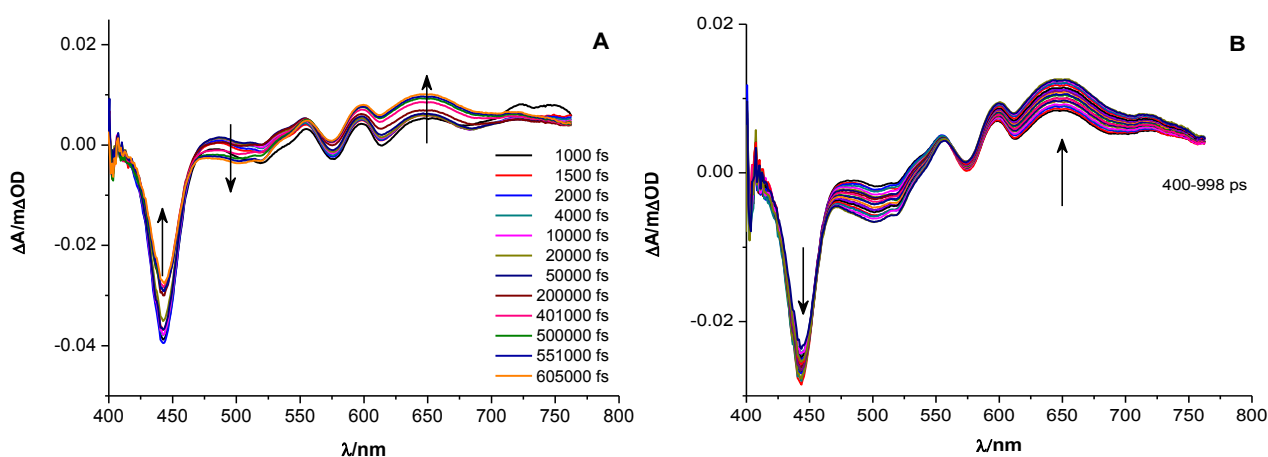 A
0.02
0.00
-0.02
-0.04
ΔA/mΔOD
1000 fs
1500 fs
2000 fs
4000 fs
10000 fs
20000 fs
50000 fs
200000 fs
401000 fs
500000 fs
551000 fs
605000 fs
400 450 500 550 600 650 700 750 800
λ/nm
B
0.02
0.00
-0.02
ΔA/mΔOD
400-998 ps
400 450 500 550 600 650 700 750 800
λ/nm